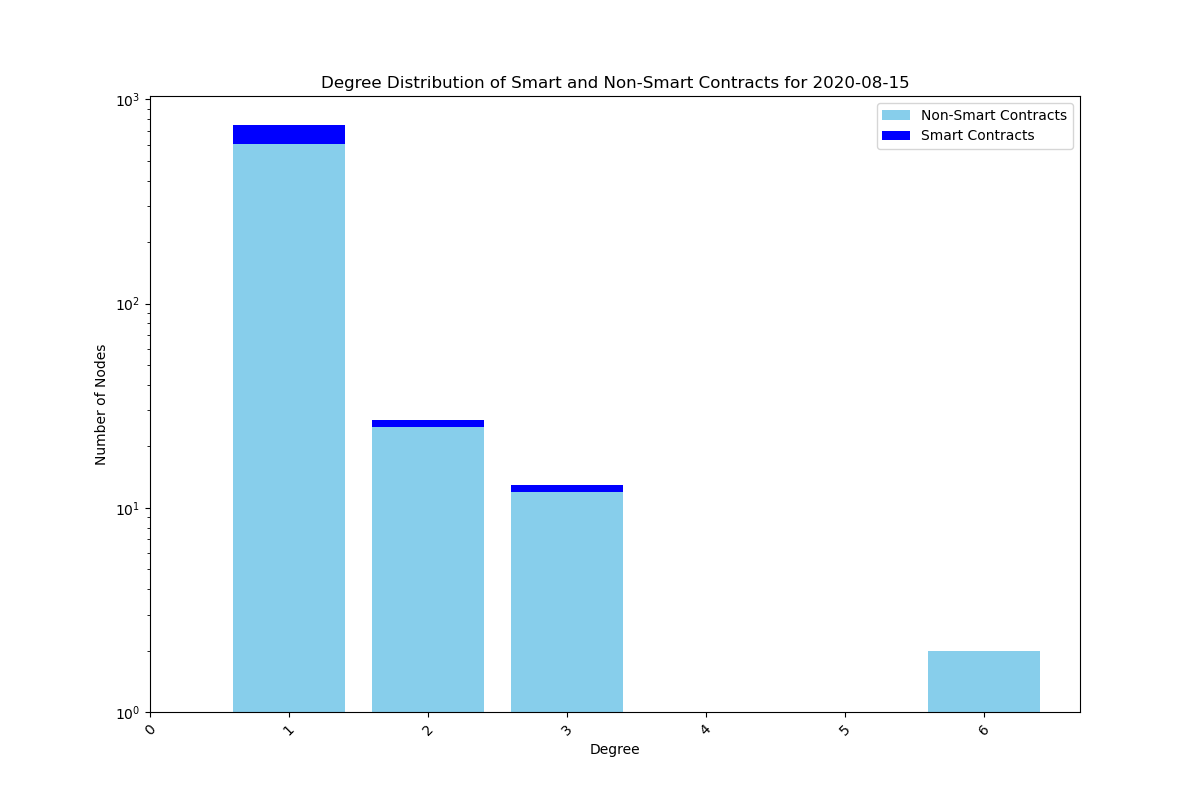 Degree Distribution of Smart and Non-Smart Contracts for 2020-08-15
Non-Smart Contracts
Smart Contracts
Number of Nodes
10³
10²
10¹
10⁰
0
1
2
3
4
5
6
Degree